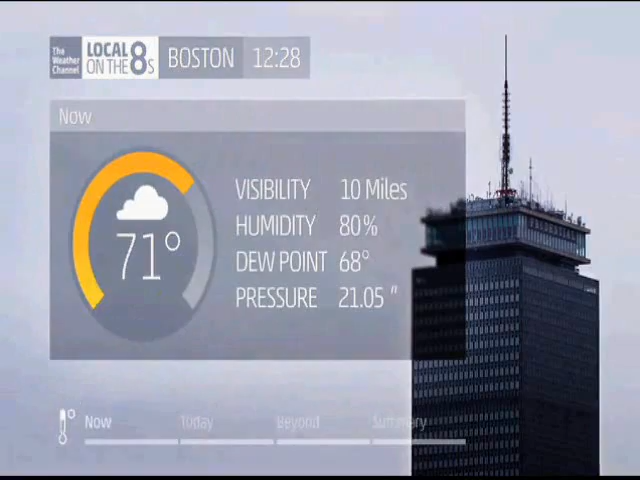 The Weather Channel
LOCAL ON THE 8s
BOSTON
12:28
Now
71°
VISIBILITY 10 Miles
HUMIDITY 80%
DEW POINT 68°
PRESSURE 21.05 "
Now
Today
Beyond
Summary